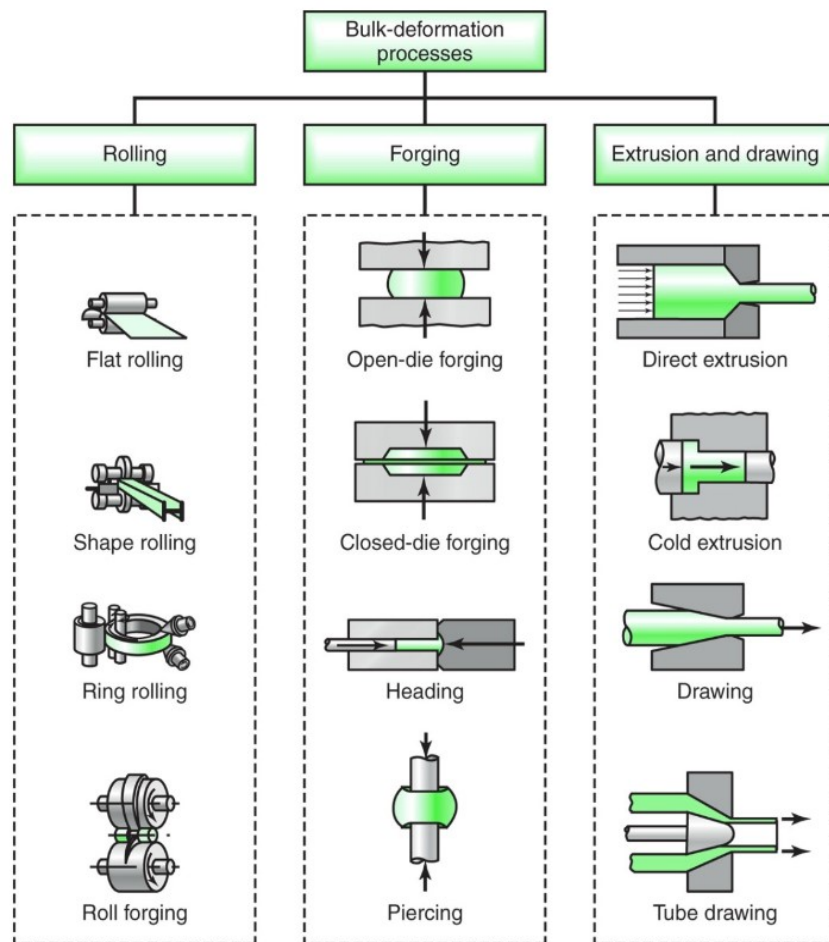 Bulk-deformation
processes
Rolling
Forging
Extrusion and drawing
Flat rolling
Shape rolling
Ring rolling
Roll forging
Open-die forging
Closed-die forging
Heading
Piercing
Direct extrusion
Cold extrusion
Drawing
Tube drawing